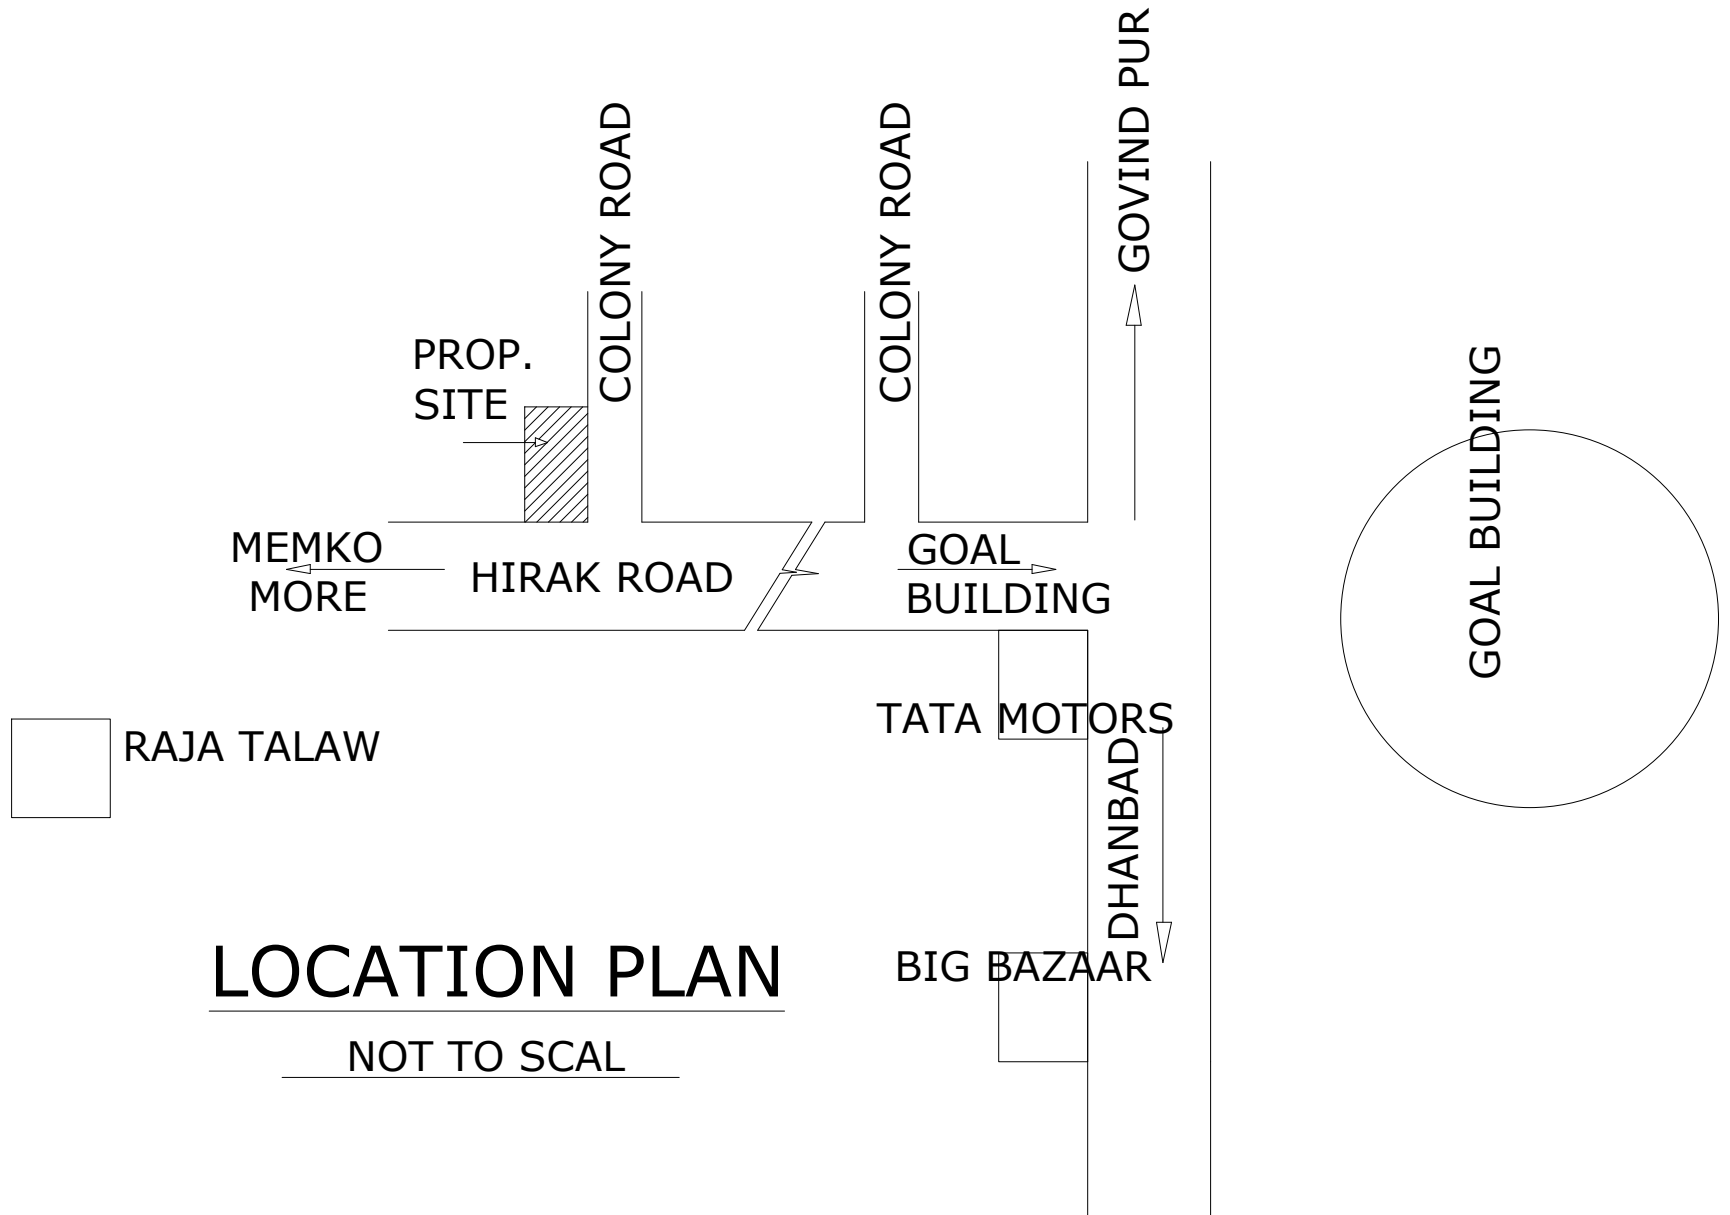 GOVIND PUR
COLONY ROAD
COLONY ROAD
PROP.
SITE
GOAL BUILDING
MEMKO
MORE
HIRAK ROAD
GOAL
BUILDING
TATA MOTORS
RAJA TALAW
DHANBAD
BIG BAZAAR
LOCATION PLAN
NOT TO SCAL